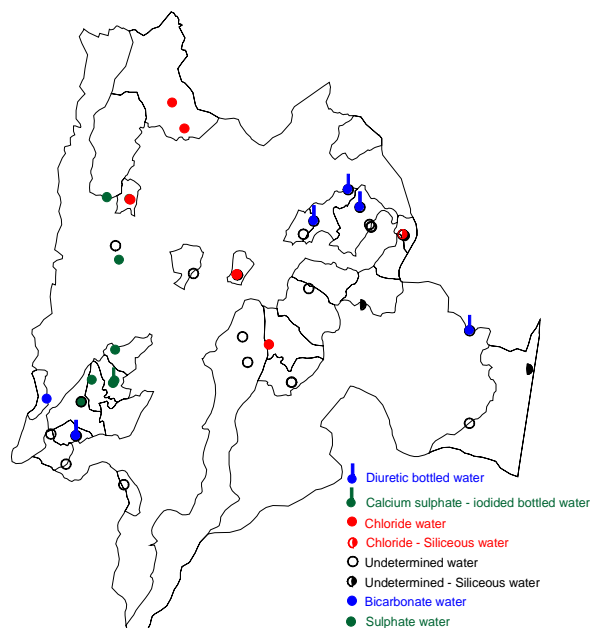 Diuretic bottled water
Calcium sulphate - iodided bottled water
Chloride water
Chloride - Siliceous water
Undetermined water
Undetermined - Siliceous water
Bicarbonate water
Sulphate water